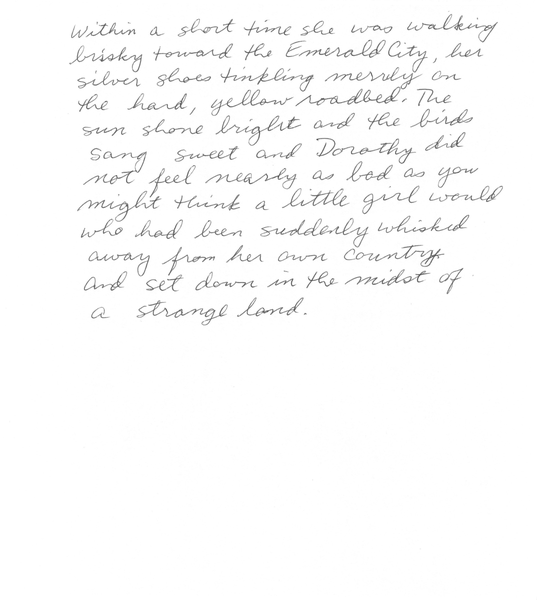 Within a short time she was walking
brisky toward the Emerald City, her
silver shoes tinkling merrily on
the hard, yellow roadbed. The
sun shone bright and the birds
sang sweet and Dorothy did
not feel nearly as bad as you
might think a little girl would
who had been suddenly whisked
away from her own country
and set down in the midst of
a strange land.